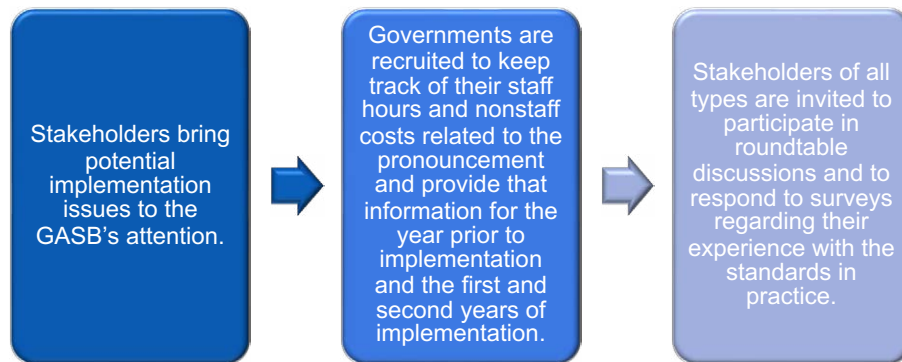 Stakeholders bring
potential
implementation
issues to the
GASB's attention.
Governments are
recruited to keep
track of their staff
hours and nonstaff
costs related to the
pronouncement
and provide that
information for the
year prior to
implementation
and the first and
second years of
implementation.
Stakeholders of all
types are invited to
participate in
roundtable
discussions and to
respond to surveys
regarding their
experience with the
standards in
practice.